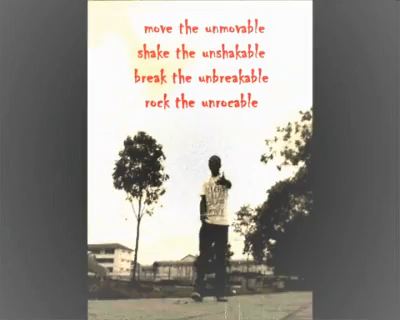 move the unmovable
shake the unshakable
break the unbreakable
rock the unrocable